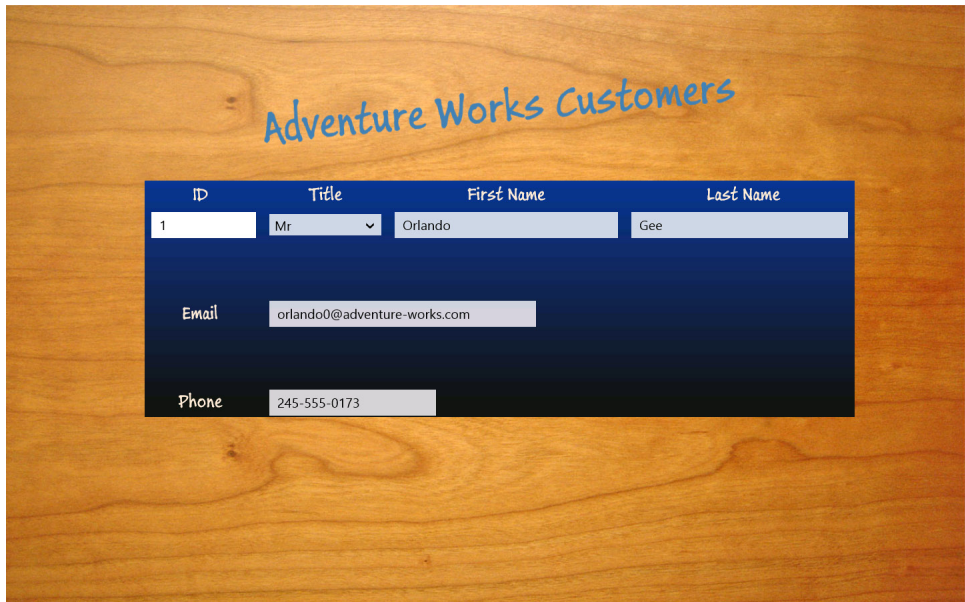 Adventure Works Customers
ID Title First Name Last Name
1 Mr Orlando Gee
Email orlando0@adventure-works.com
Phone 245-555-0173